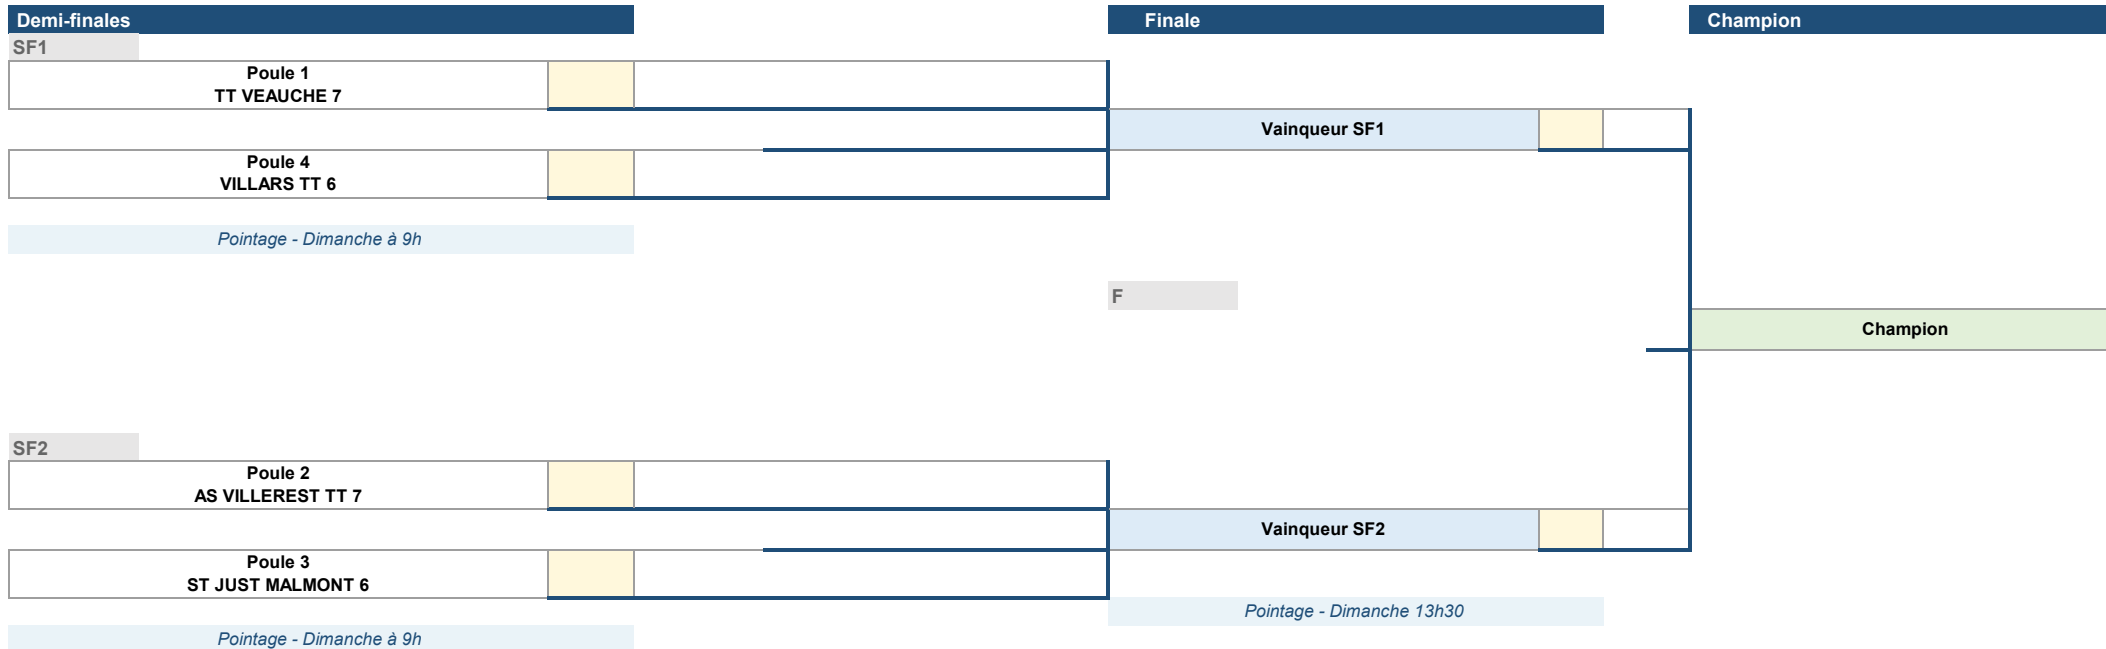 Demi-finales
Finale
Champion
SF1
Poule 1
TT VEAUCHE 7
Vainqueur SF1
Poule 4
VILLARS TT 6
Pointage - Dimanche à 9h
F
Champion
SF2
Poule 2
AS VILLEREST TT 7
Vainqueur SF2
Poule 3
ST JUST MALMONT 6
Pointage - Dimanche 13h30
Pointage - Dimanche à 9h